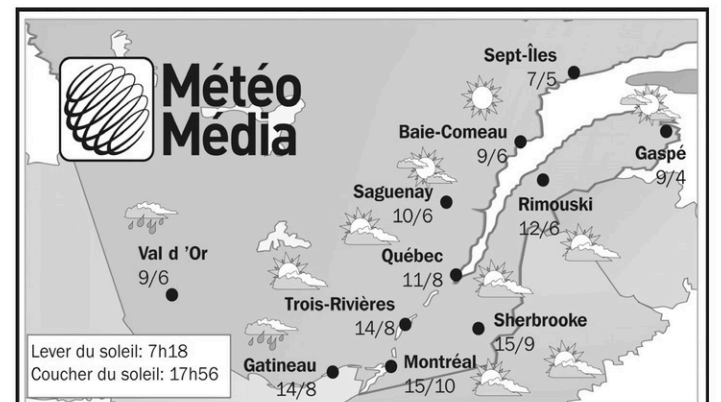 Météo
Média
Sept-Îles
7/5
Baie-Comeau
9/6
Gaspé
9/4
Saguenay
10/6
Rimouski
12/6
Val d 'Or
9/6
Québec
11/8
Trois-Rivières
14/8
Sherbrooke
15/9
Lever du soleil: 7h18
Coucher du soleil: 17h56
Gatineau
14/8
Montréal
15/10